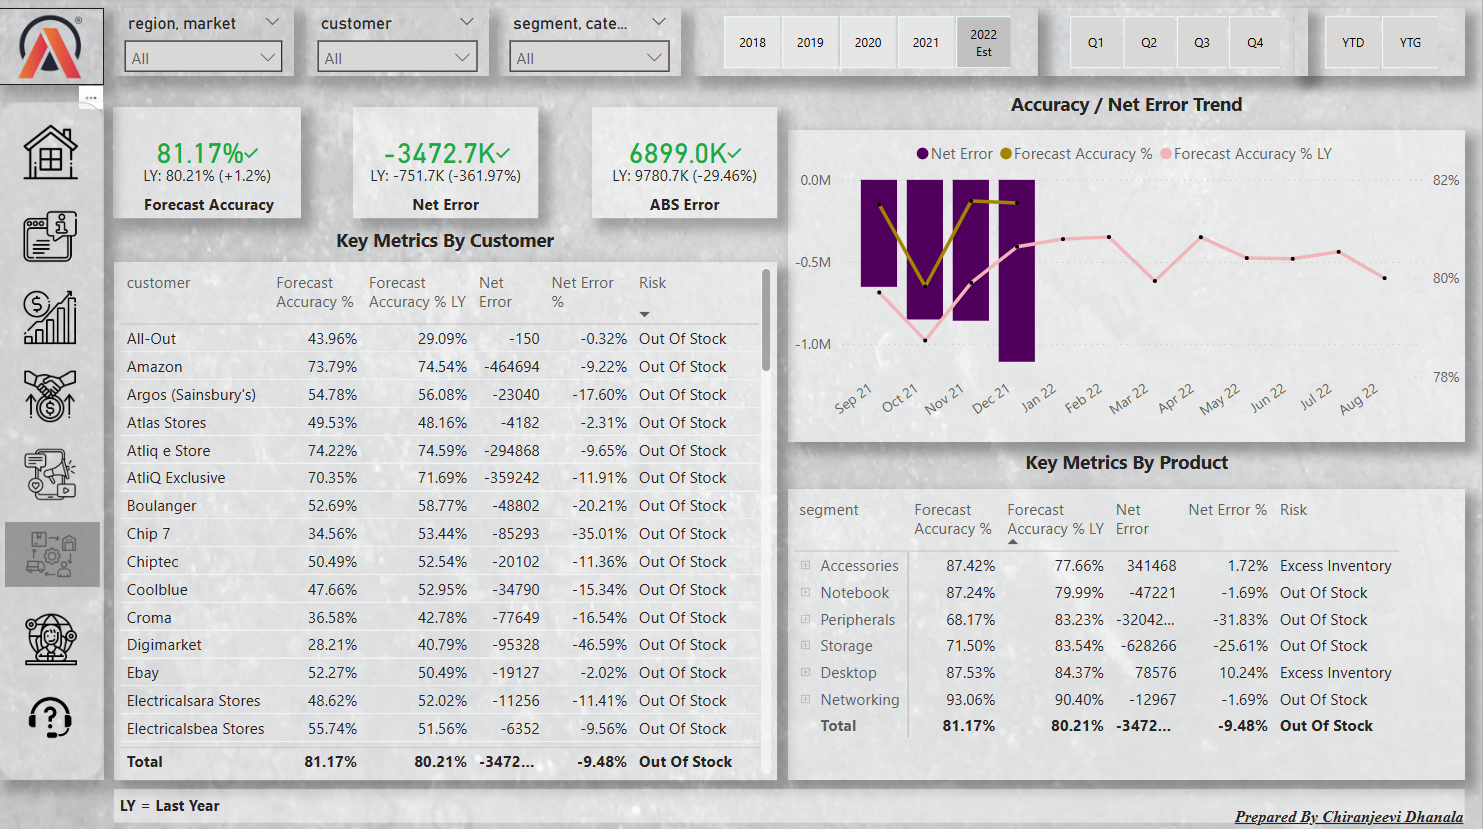 region, market
customer
segment, cate...
All
All
All
2018
2019
2020
2021
2022
Est
Q1
Q2
Q3
Q4
YTD
YTG
®
...
81.17%
LY: 80.21% (+1.2%)
Forecast Accuracy
-3472.7K
LY: -751.7K (-361.97%)
Net Error
6899.0K
LY: 9780.7K (-29.46%)
ABS Error
Accuracy / Net Error Trend
Net Error Forecast Accuracy % Forecast Accuracy % LY
0.0M
-0.5M
-1.0M
82%
80%
78%
Sep 21
Oct 21
Nov 21
Dec 21
Jan 22
Feb 22
Mar 22
Apr 22
May 22
Jun 22
Jul 22
Aug 22
Key Metrics By Customer
customer Forecast Accuracy % Forecast Accuracy % LY Net Error Net Error % Risk
All-Out 43.96% 29.09% -150 -0.32% Out Of Stock
Amazon 73.79% 74.54% -464694 -9.22% Out Of Stock
Argos (Sainsbury's) 54.78% 56.08% -23040 -17.60% Out Of Stock
Atlas Stores 49.53% 48.16% -4182 -2.31% Out Of Stock
Atliq e Store 74.22% 74.59% -294868 -9.65% Out Of Stock
AtliQ Exclusive 70.35% 71.69% -359242 -11.91% Out Of Stock
Boulanger 52.69% 58.77% -48802 -20.21% Out Of Stock
Chip 7 34.56% 53.44% -85293 -35.01% Out Of Stock
Chiptec 50.49% 52.54% -20102 -11.36% Out Of Stock
Coolblue 47.66% 52.95% -34790 -15.34% Out Of Stock
Croma 36.58% 42.78% -77649 -16.54% Out Of Stock
Digimarket 28.21% 40.79% -95328 -46.59% Out Of Stock
Ebay 52.27% 50.49% -19127 -2.02% Out Of Stock
Electricalsara Stores 48.62% 52.02% -11256 -11.41% Out Of Stock
Electricalsbea Stores 55.74% 51.56% -6352 -9.56% Out Of Stock
Total 81.17% 80.21% -3472... -9.48% Out Of Stock
Key Metrics By Product
segment Forecast Accuracy % Forecast Accuracy % LY Net Error Net Error % Risk
Accessories 87.42% 77.66% 341468 1.72% Excess Inventory
Notebook 87.24% 79.99% -47221 -1.69% Out Of Stock
Peripherals 68.17% 83.23% -32042... -31.83% Out Of Stock
Storage 71.50% 83.54% -628266 -25.61% Out Of Stock
Desktop 87.53% 84.37% 78576 10.24% Excess Inventory
Networking 93.06% 90.40% -12967 -1.69% Out Of Stock
Total 81.17% 80.21% -3472... -9.48% Out Of Stock
LY = Last Year
Prepared By Chiranjeevi Dhanala